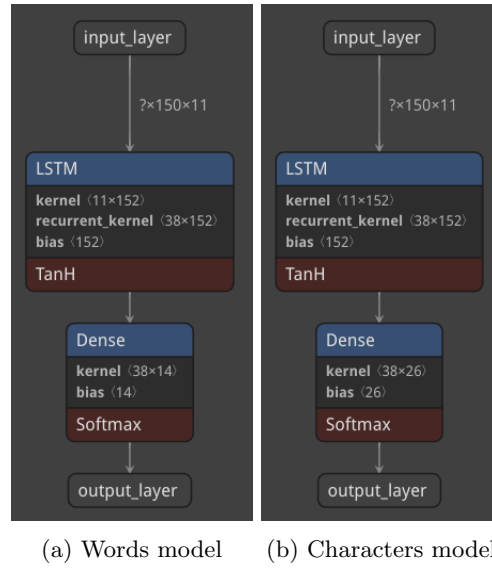 input_layer
?×150×11
LSTM
kernel ⟨11×152⟩
recurrent_kernel ⟨38×152⟩
bias ⟨152⟩
TanH
Dense
kernel ⟨38×14⟩
bias ⟨14⟩
Softmax
output_layer
(a) Words model
input_layer
?×150×11
LSTM
kernel ⟨11×152⟩
recurrent_kernel ⟨38×152⟩
bias ⟨152⟩
TanH
Dense
kernel ⟨38×26⟩
bias ⟨26⟩
Softmax
output_layer
(b) Characters model